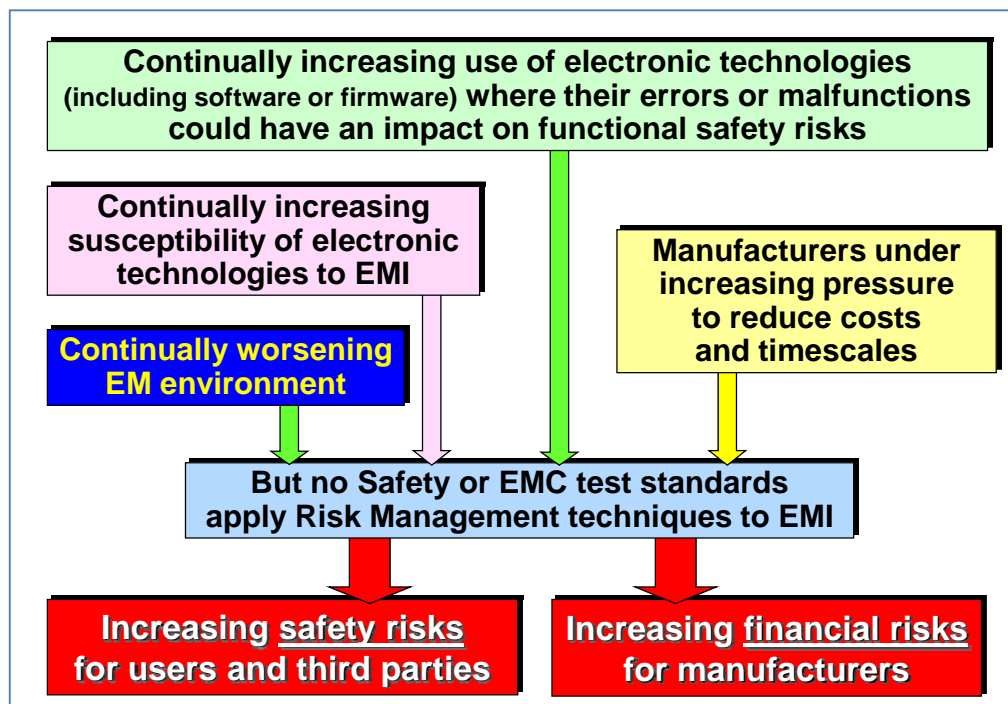 Continually increasing use of electronic technologies
(including software or firmware) where their errors or malfunctions
could have an impact on functional safety risks
Continually increasing
susceptibility of electronic
technologies to EMI
Manufacturers under
increasing pressure
to reduce costs
and timescales
Continually worsening
EM environment
But no Safety or EMC test standards
apply Risk Management techniques to EMI
Increasing safety risks
for users and third parties
Increasing financial risks
for manufacturers